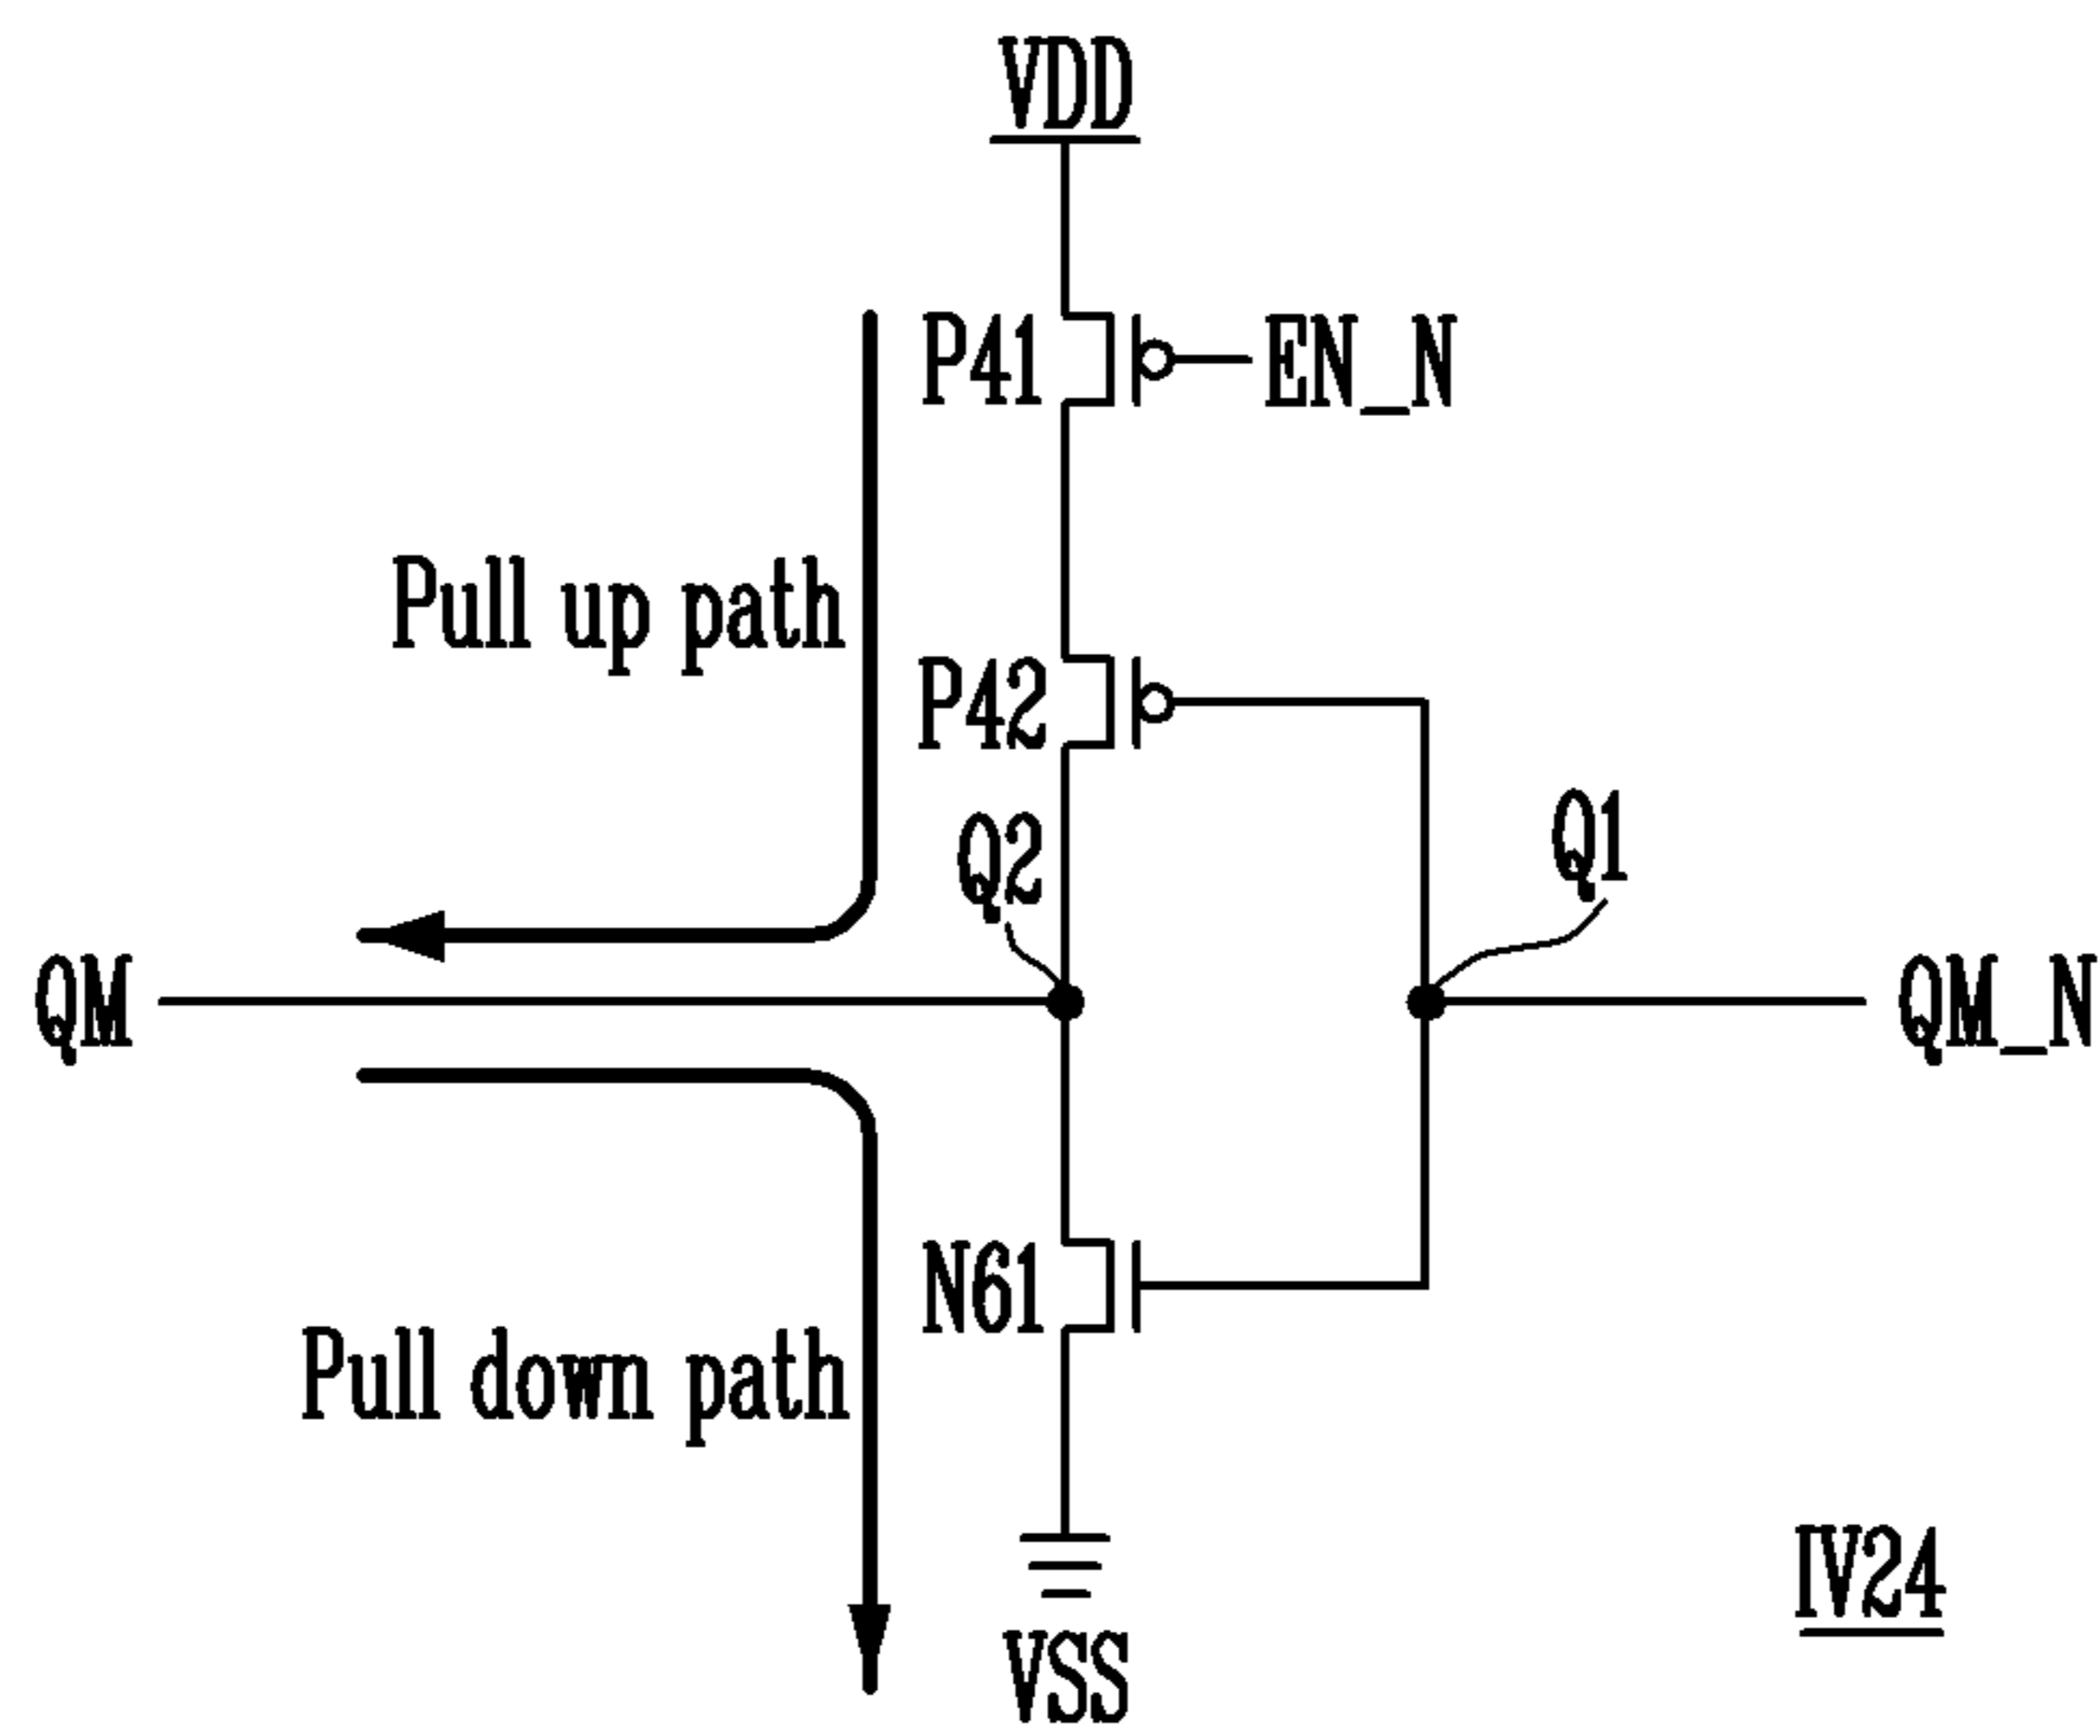 VDD
P41
EN_N
Pull up path
P42
Q2
Q1
QM
QM_N
N61
Pull down path
IV24
VSS